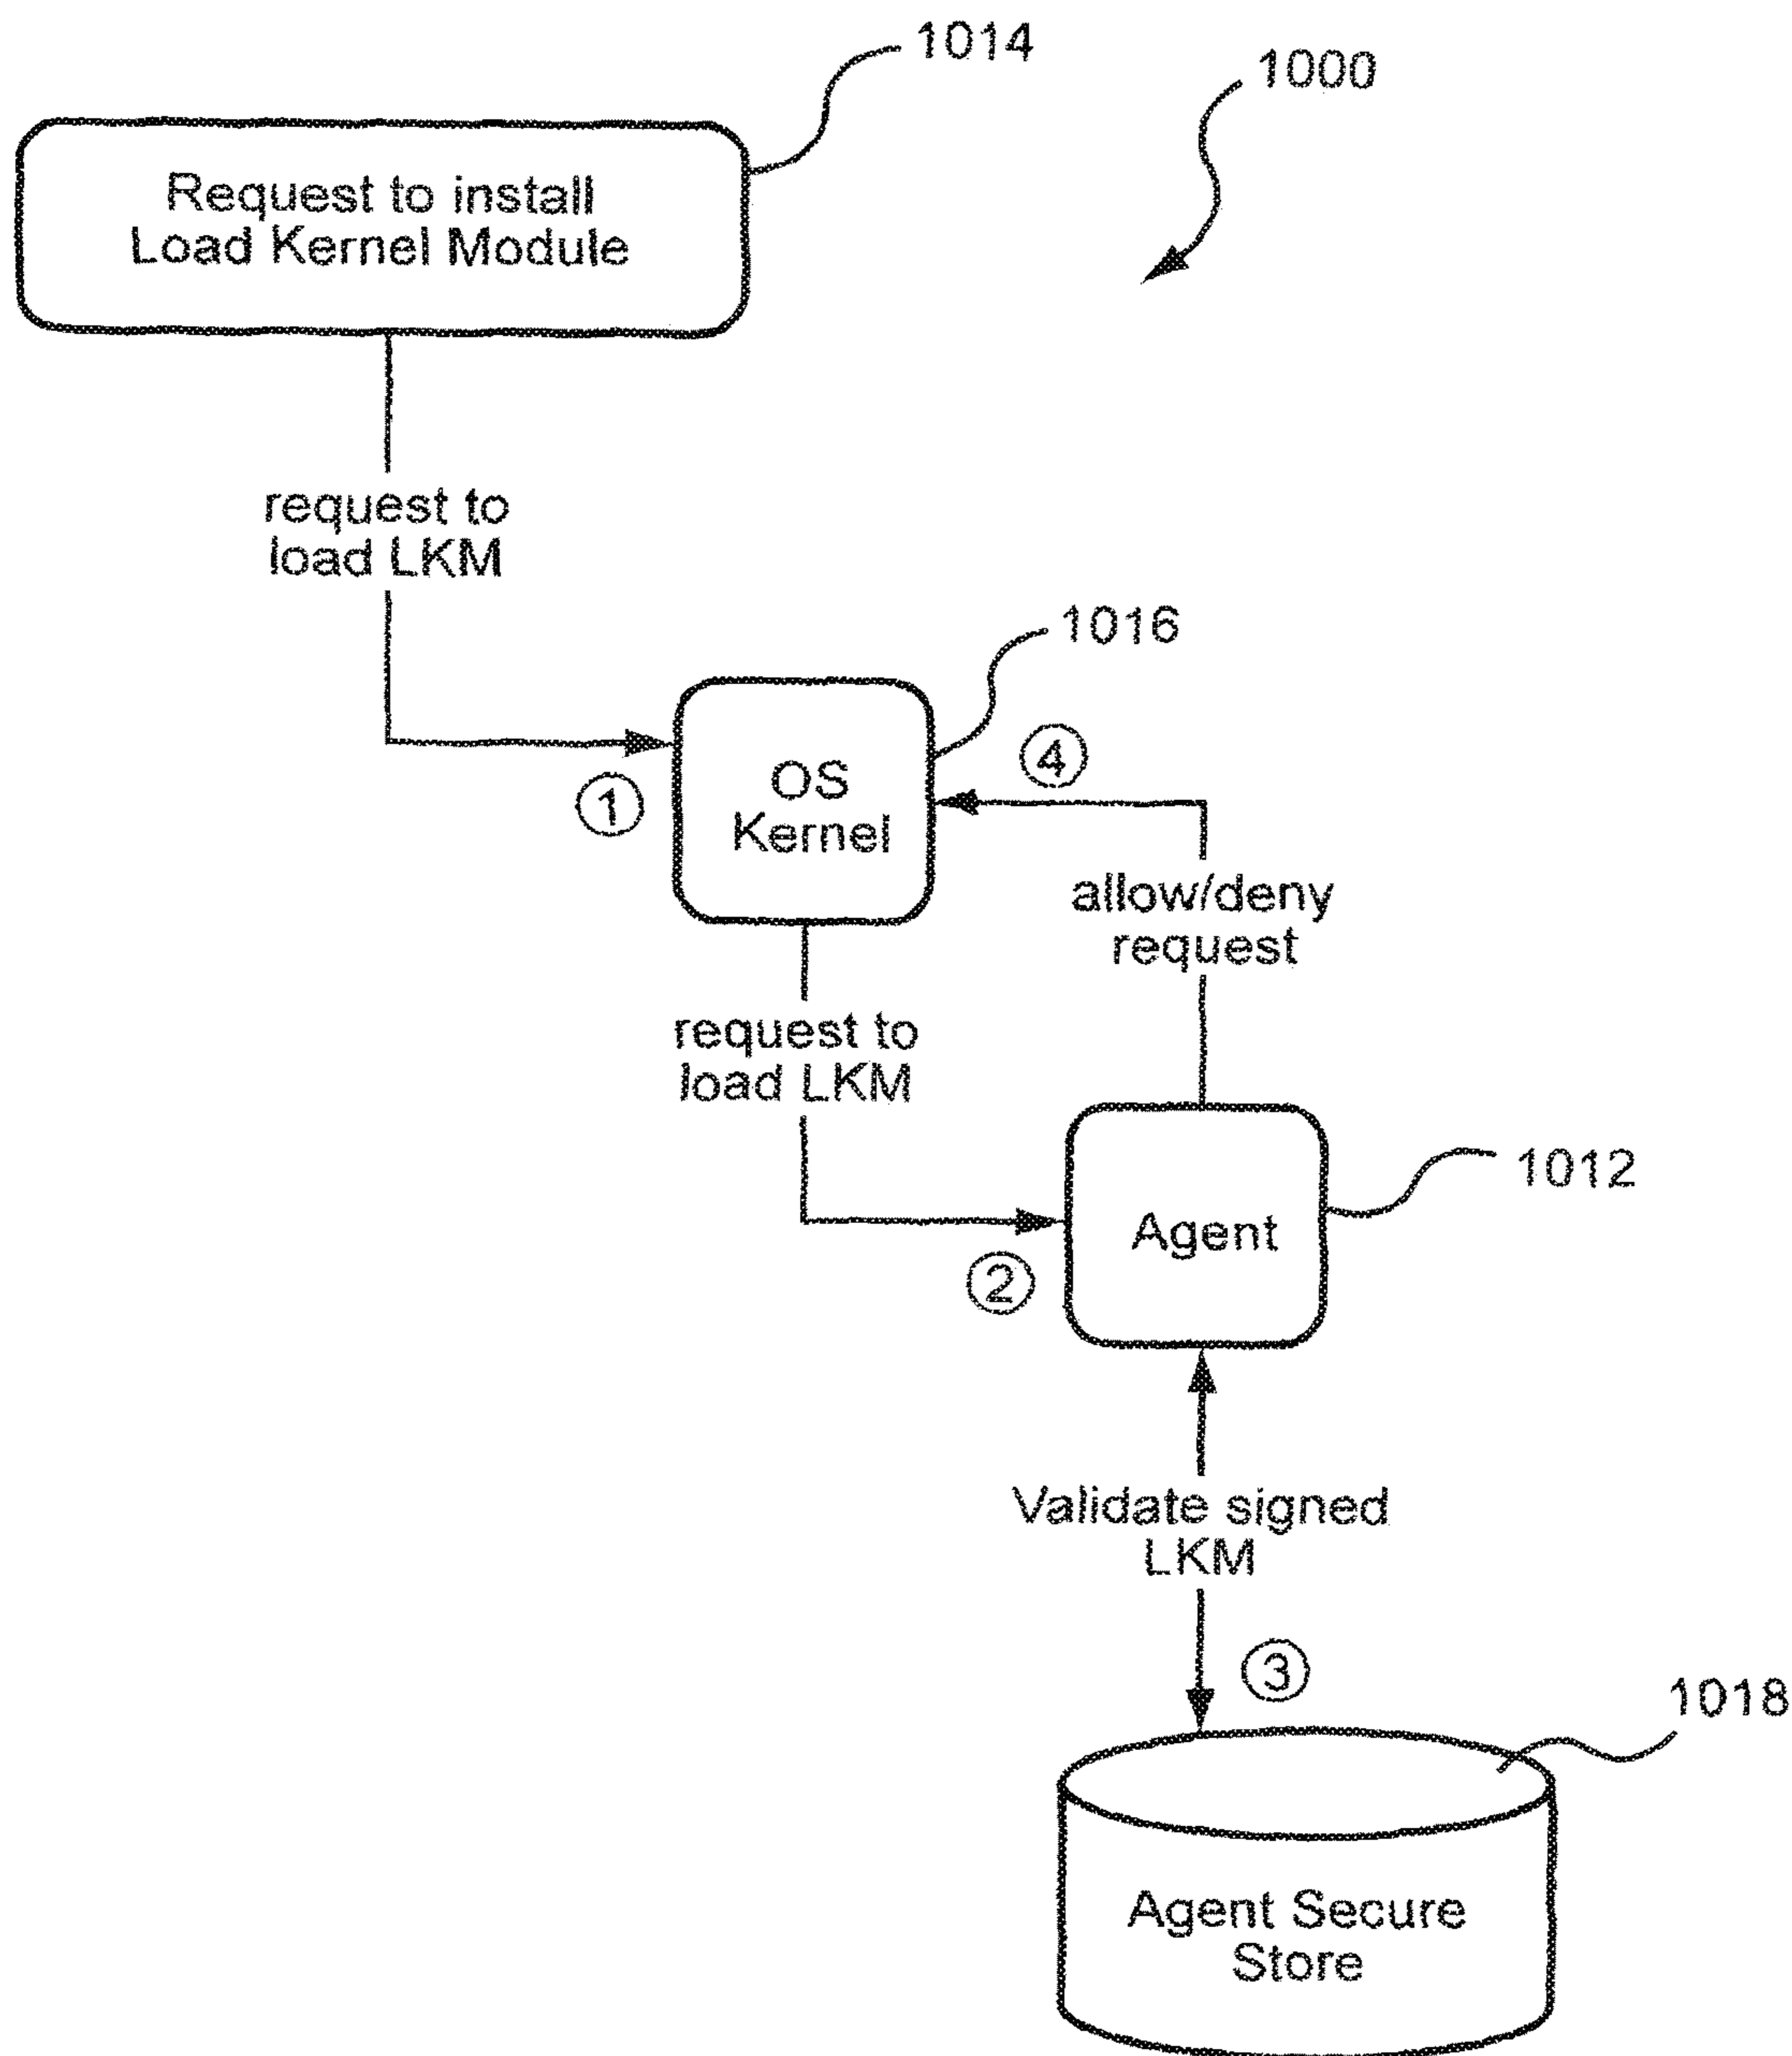 1014
1000
Request to install
Load Kernel Module
request to
load LKM
1016
OS
Kernel
①
④
allow/deny
request
request to
load LKM
1012
Agent
②
Validate signed
LKM
③
1018
Agent Secure
Store